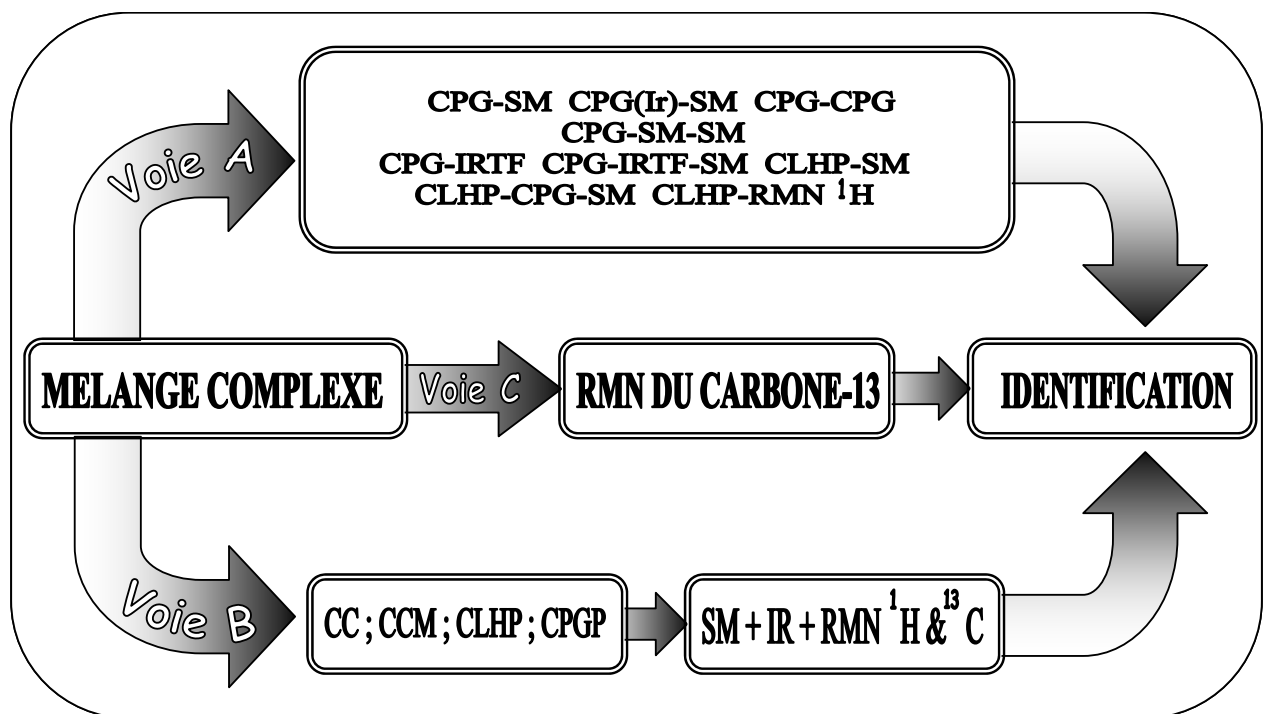 CPG-SM CPG(Ir)-SM CPG-CPG
CPG-SM-SM
CPG-IRTF CPG-IRTF-SM CLHP-SM
CLHP-CPG-SM CLHP-RMN ¹H
Voie A
MELANGE COMPLEXE
Voie C
RMN DU CARBONE-13
IDENTIFICATION
Voie B
CC ; CCM ; CLHP ; CPGP
SM + IR + RMN ¹H & ¹³C